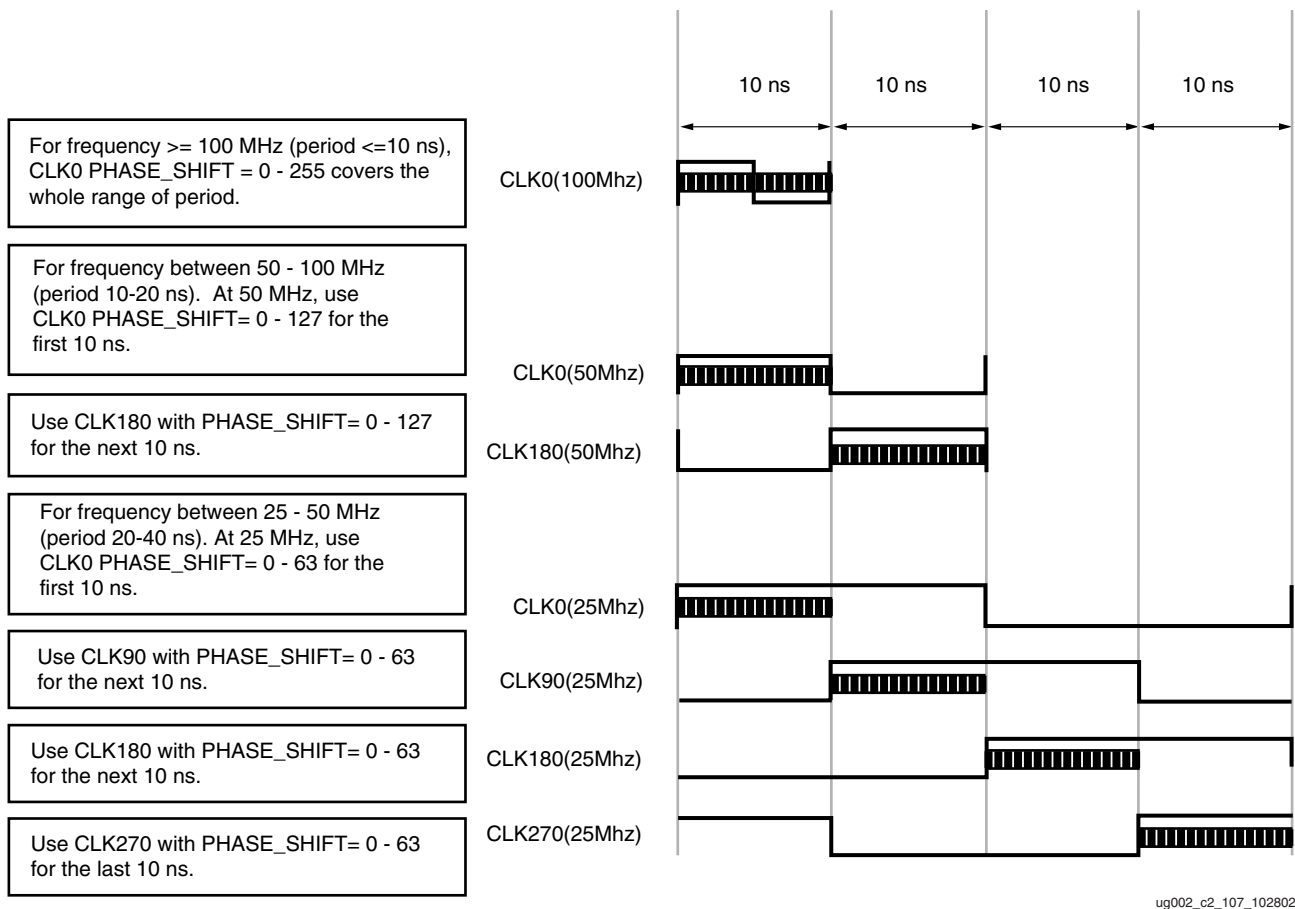 10 ns
10 ns
10 ns
10 ns
For frequency >= 100 MHz (period <=10 ns),
CLK0 PHASE_SHIFT = 0 - 255 covers the
whole range of period.
CLK0(100Mhz)
For frequency between 50 - 100 MHz
(period 10-20 ns).  At 50 MHz, use
CLK0 PHASE_SHIFT= 0 - 127 for the
first 10 ns.
CLK0(50Mhz)
Use CLK180 with PHASE_SHIFT= 0 - 127
for the next 10 ns.
CLK180(50Mhz)
For frequency between 25 - 50 MHz
(period 20-40 ns). At 25 MHz, use
CLK0 PHASE_SHIFT= 0 - 63 for the
first 10 ns.
CLK0(25Mhz)
Use CLK90 with PHASE_SHIFT= 0 - 63
for the next 10 ns.
CLK90(25Mhz)
Use CLK180 with PHASE_SHIFT= 0 - 63
for the next 10 ns.
CLK180(25Mhz)
Use CLK270 with PHASE_SHIFT= 0 - 63
for the last 10 ns.
CLK270(25Mhz)
ug002_c2_107_102802